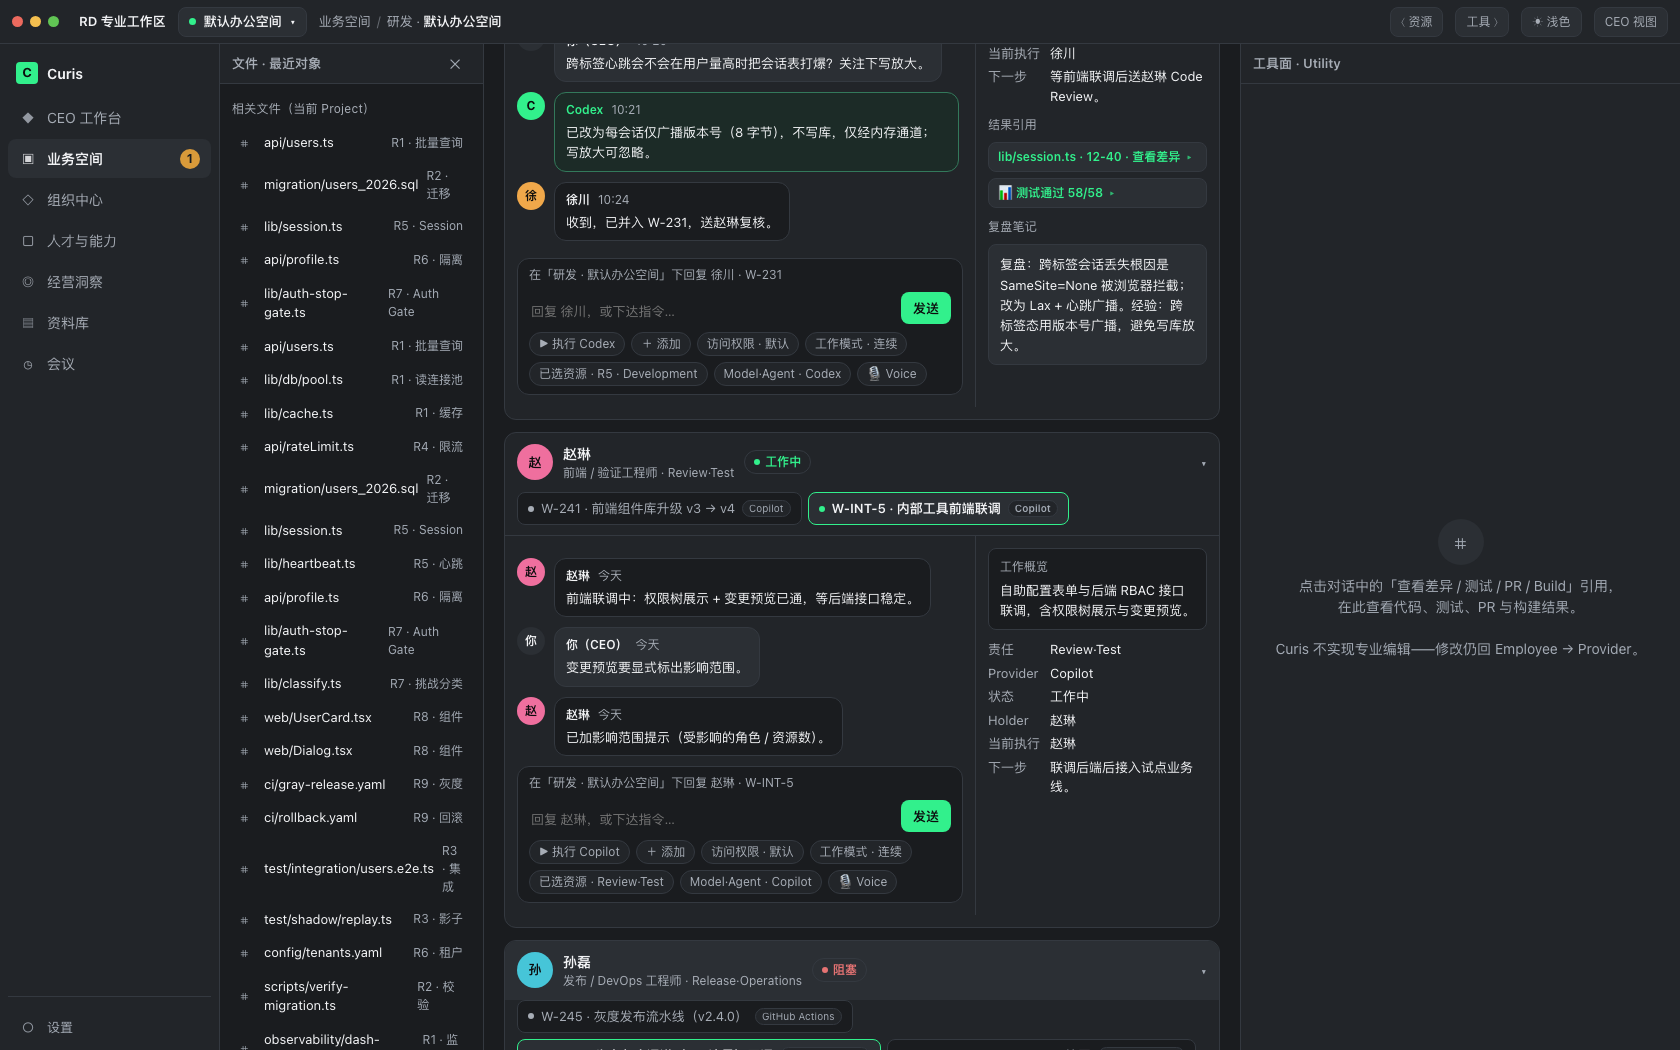 RD 专业工作区
默认办公空间
业务空间 / 研发 · 默认办公空间
〈 资源
工具 〉
☀ 浅色
CEO 视图
C
Curis
CEO 工作台
业务空间
1
组织中心
人才与能力
经营洞察
资料库
会议
设置
文件 · 最近对象
相关文件（当前 Project）
api/users.ts
R1 · 批量查询
migration/users_2026.sql
R2 ·
迁移
lib/session.ts
R5 · Session
api/profile.ts
R6 · 隔离
lib/auth-stop-
gate.ts
R7 · Auth
Gate
api/users.ts
R1 · 批量查询
lib/db/pool.ts
R1 · 读连接池
lib/cache.ts
R1 · 缓存
api/rateLimit.ts
R4 · 限流
migration/users_2026.sql
R2 ·
迁移
lib/session.ts
R5 · Session
lib/heartbeat.ts
R5 · 心跳
api/profile.ts
R6 · 隔离
lib/auth-stop-
gate.ts
R7 · Auth
Gate
lib/classify.ts
R7 · 挑战分类
web/UserCard.tsx
R8 · 组件
web/Dialog.tsx
R8 · 组件
ci/gray-release.yaml
R9 · 灰度
ci/rollback.yaml
R9 · 回滚
test/integration/users.e2e.ts
R3
· 集
成
test/shadow/replay.ts
R3 · 影子
config/tenants.yaml
R6 · 租户
scripts/verify-
migration.ts
R2 · 校
验
observability/dash-
R1 · 监
跨标签心跳会不会在用户量高时把会话表打爆？关注下写放大。
C
Codex 10:21
已改为每会话仅广播版本号（8 字节），不写库，仅经内存通道；
写放大可忽略。
徐
徐川 10:24
收到，已并入 W-231，送赵琳复核。
在「研发 · 默认办公空间」下回复 徐川 · W-231
回复 徐川，或下达指令...
发送
▶ 执行 Codex
＋ 添加
访问权限 · 默认
工作模式 · 连续
已选资源 · R5 · Development
Model·Agent · Codex
🎙 Voice
当前执行 徐川
下一步 等前端联调后送赵琳 Code
Review。
结果引用
lib/session.ts · 12-40 · 查看差异
📊 测试通过 58/58
复盘笔记
复盘：跨标签会话丢失根因是
SameSite=None 被浏览器拦截；
改为 Lax + 心跳广播。经验：跨
标签态用版本号广播，避免写库放
大。
赵
赵琳
前端 / 验证工程师 · Review·Test
工作中
W-241 · 前端组件库升级 v3 → v4 Copilot
W-INT-5 · 内部工具前端联调 Copilot
赵
赵琳 今天
前端联调中：权限树展示 + 变更预览已通，等后端接口稳定。
你
你（CEO） 今天
变更预览要显式标出影响范围。
赵
赵琳 今天
已加影响范围提示（受影响的角色 / 资源数）。
在「研发 · 默认办公空间」下回复 赵琳 · W-INT-5
回复 赵琳，或下达指令...
发送
▶ 执行 Copilot
＋ 添加
访问权限 · 默认
工作模式 · 连续
已选资源 · Review·Test
Model·Agent · Copilot
🎙 Voice
工作概览
自助配置表单与后端 RBAC 接口
联调，含权限树展示与变更预览。
责任 Review·Test
Provider Copilot
状态 工作中
Holder 赵琳
当前执行 赵琳
下一步 联调后端后接入试点业务
线。
孙
孙磊
发布 / DevOps 工程师 · Release·Operations
阻塞
W-245 · 灰度发布流水线（v2.4.0） GitHub Actions
工具面 · Utility
点击对话中的「查看差异 / 测试 / PR / Build」引用，
在此查看代码、测试、PR 与构建结果。
Curis 不实现专业编辑——修改仍回 Employee → Provider。